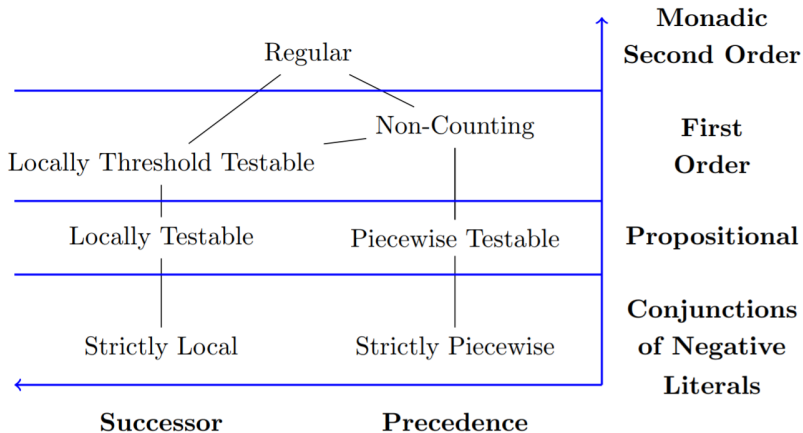 Monadic
Regular
Second Order
Non-Counting
First
Locally Threshold Testable
Order
Locally Testable
Piecewise Testable
Propositional
Conjunctions
Strictly Local
Strictly Piecewise
of Negative
Literals
Successor
Precedence